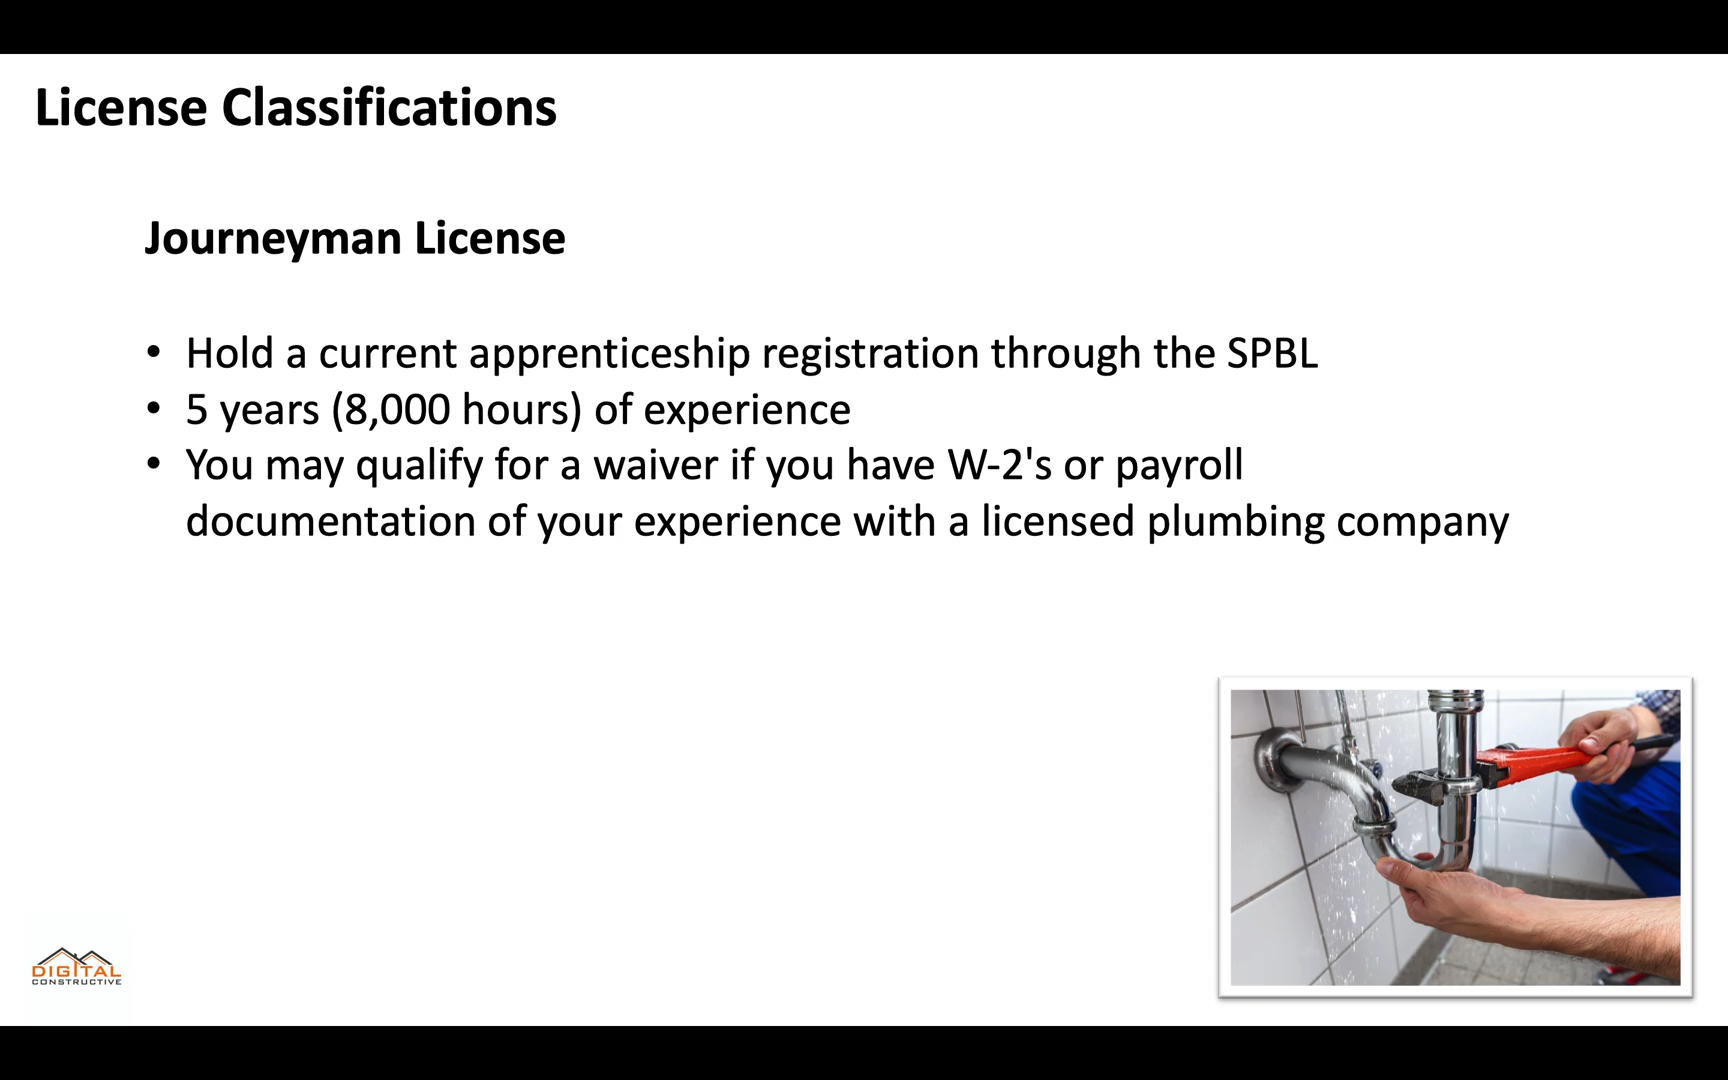 License Classifications
Journeyman License
• Hold a current apprenticeship registration through the SPBL
• 5 years (8,000 hours) of experience
• You may qualify for a waiver if you have W-2's or payroll
documentation of your experience with a licensed plumbing company
DIGITAL
CONSTRUCTIVE